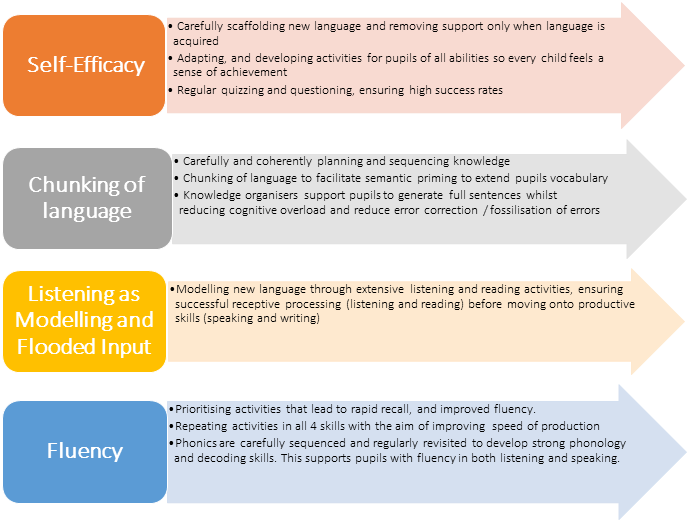 Self-Efficacy
• Carefully scaffolding new language and removing support only when language is
acquired
• Adapting, and developing activities for pupils of all abilities so every child feels a
sense of achievement
• Regular quizzing and questioning, ensuring high success rates
Chunking of
language
• Carefully and coherently planning and sequencing knowledge
• Chunking of language to facilitate semantic priming to extend pupils vocabulary
• Knowledge organisers support pupils to generate full sentences whilst
reducing cognitive overload and reduce error correction / fossilisation of errors
Listening as
Modelling and
Flooded Input
•Modelling new language through extensive listening and reading activities, ensuring
successful receptive processing (listening and reading) before moving onto productive
skills (speaking and writing)
Fluency
•Prioritising activities that lead to rapid recall, and improved fluency.
•Repeating activities in all 4 skills with the aim of improving speed of production
•Phonics are carefully sequenced and regularly revisited to develop strong phonology
and decoding skills. This supports pupils with fluency in both listening and speaking.